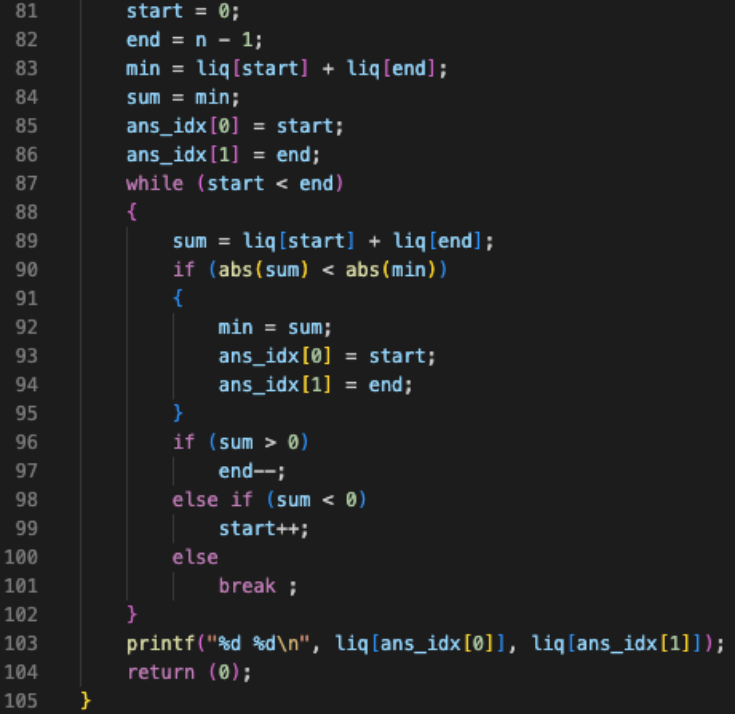 81 start = 0;
82 end = n - 1;
83 min = liq[start] + liq[end];
84 sum = min;
85 ans_idx[0] = start;
86 ans_idx[1] = end;
87 while (start < end)
88 {
89 sum = liq[start] + liq[end];
90 if (abs(sum) < abs(min))
91 {
92 min = sum;
93 ans_idx[0] = start;
94 ans_idx[1] = end;
95 }
96 if (sum > 0)
97 end--;
98 else if (sum < 0)
99 start++;
100 else
101 break ;
102 }
103 printf("%d %d\n", liq[ans_idx[0]], liq[ans_idx[1]]);
104 return (0);
105 }